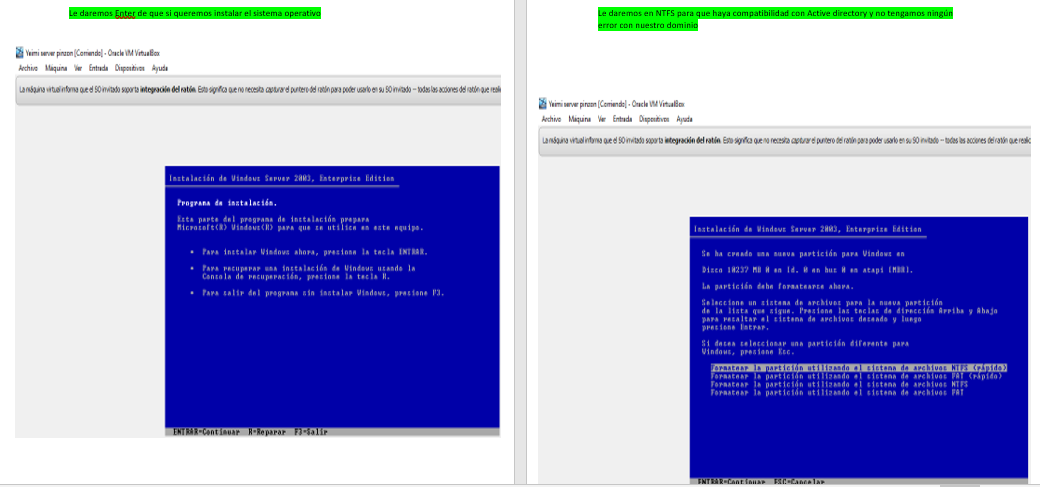 Le daremos Enter de que si queremos instalar el sistema operativo
Yeimi server pinzon [Corriendo] - Oracle VM VirtualBox
Archivo Máquina Ver Entrada Dispositivos Ayuda
La máquina virtual informa que el SO invitado soporta integración del ratón. Esto significa que no necesita capturar el puntero del ratón para poder usarlo en su SO invitado -- todas las acciones del ratón que reali
Instalación de Windows Server 2003, Enterprise Edition
Programa de instalación.
Esta parte del programa de instalación prepara
Microsoft(R) Windows(R) para que se utilice en este equipo.
• Para instalar Windows ahora, presione la tecla ENTRAR.
• Para recuperar una instalación de Windows usando la
Consola de recuperación, presione la tecla R.
• Para salir del programa sin instalar Windows, presione F3.
ENTRAR=Continuar R=Reparar F3=Salir
Le daremos en NTFS para que haya compatibilidad con Active directory y no tengamos ningún
error con nuestro dominio
Yeimi server pinzon [Corriendo] - Oracle VM VirtualBox
Archivo Máquina Ver Entrada Dispositivos Ayuda
La máquina virtual informa que el SO invitado soporta integración del ratón. Esto significa que no necesita capturar el puntero del ratón para poder usarlo en su SO invitado -- todas las acciones del ratón que realic
Instalación de Windows Server 2003, Enterprise Edition
Se ha creado una nueva partición para Windows en
Disco 10237 MB 0 en Id. 0 en bus 0 en atapi [MBR].
La partición debe formatearse ahora.
Seleccione un sistema de archivos para la nueva partición
de la lista que sigue. Presione las teclas de dirección Arriba y Abajo
para resaltar el sistema de archivos deseado y luego
presione Entrar.
Si desea seleccionar una partición diferente para
Windows, presione Esc.
Formatear la partición utilizando el sistema de archivos NTFS (rápido)
Formatear la partición utilizando el sistema de archivos FAT (rápido)
Formatear la partición utilizando el sistema de archivos NTFS
Formatear la partición utilizando el sistema de archivos FAT
ENTRAR=Continuar ESC=Cancelar